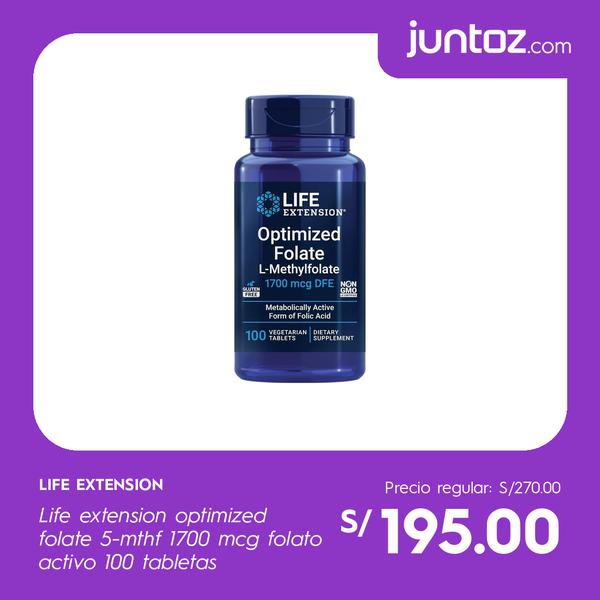 juntoz.com
LIFE
EXTENSION®
Optimized
Folate
L-Methylfolate
1700 mcg DFE
GLUTEN
FREE
NON
GMO
Metabolically Active
Form of Folic Acid
100 VEGETARIAN
TABLETS
DIETARY
SUPPLEMENT
LIFE EXTENSION
Life extension optimized
folate 5-mthf 1700 mcg folato
activo 100 tabletas
Precio regular: S/270.00
S/195.00